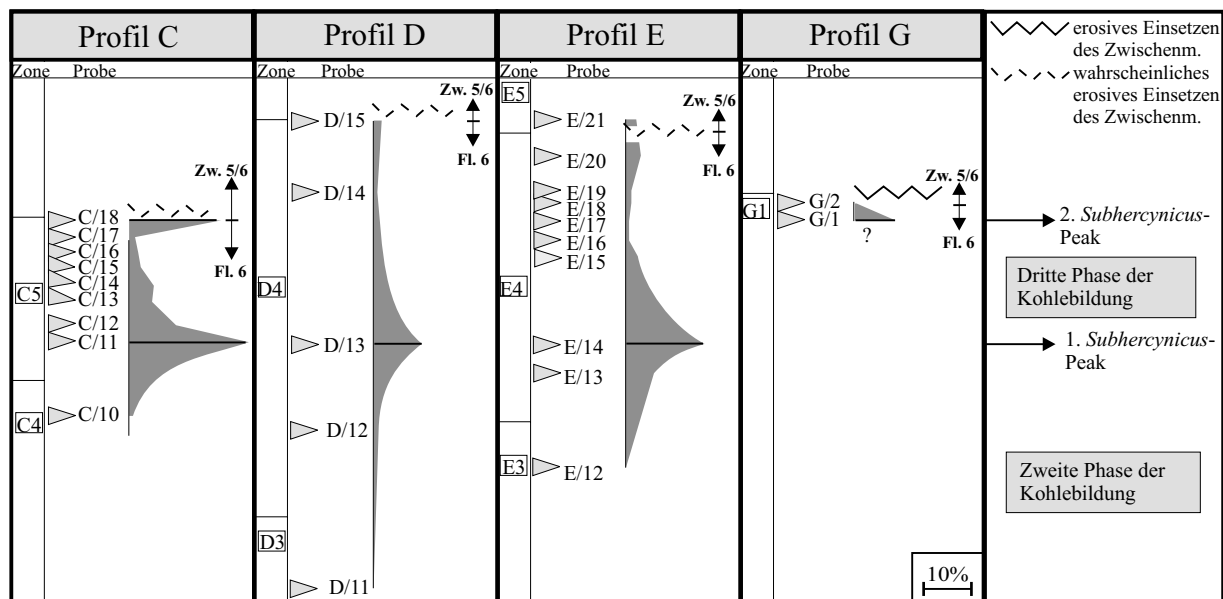 Profil C
Zone Probe
Zw. 5/6
C/18
C/17
C/16
Fl. 6
C/15
C/14
C5
C/13
C/12
C/11
C4
C/10
Profil D
Zone Probe
Zw. 5/6
D/15
Fl. 6
D/14
D4
D/13
D/12
D3
D/11
Profil E
Zone Probe
E5
Zw. 5/6
E/21
E/20
Fl. 6
E/19
E/18
E/17
E/16
E/15
E4
E/14
E/13
E3
E/12
Profil G
Zone Probe
Zw. 5/6
G/2
G1
G/1
?
Fl. 6
10%
erosives Einsetzen
des Zwischenm.
wahrscheinliches
erosives Einsetzen
des Zwischenm.
2. Subhercynicus-
Peak
Dritte Phase der
Kohlebildung
1. Subhercynicus-
Peak
Zweite Phase der
Kohlebildung